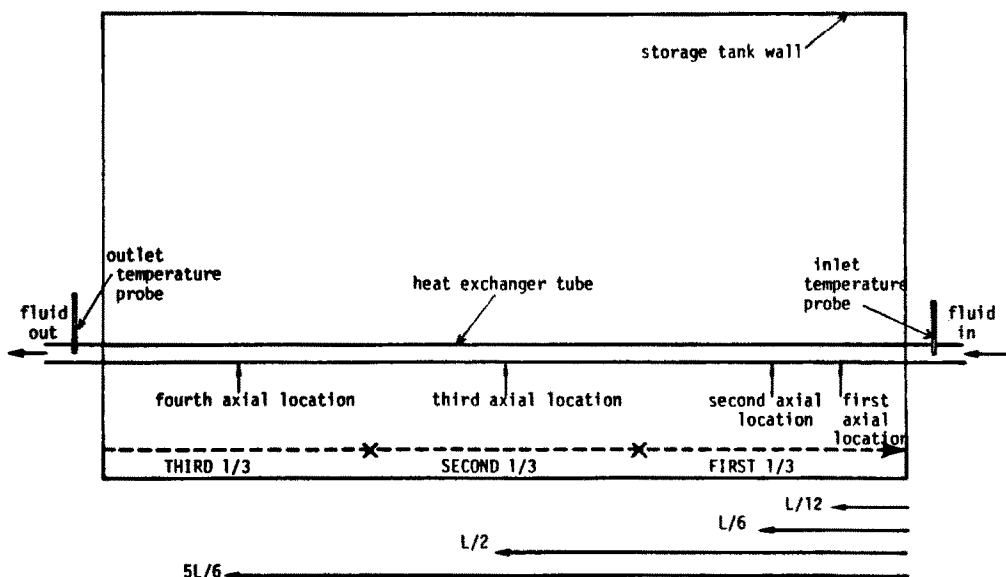 storage tank wall
outlet
temperature
probe
heat exchanger tube
inlet
temperature
probe
fluid
out
fluid
in
fourth axial location
third axial location
second axial
location
first
axial
location
THIRD 1/3
SECOND 1/3
FIRST 1/3
L/12
L/6
L/2
5L/6